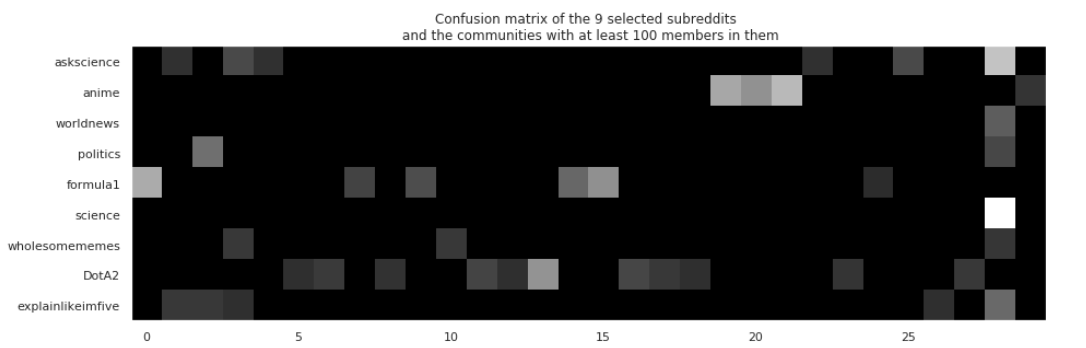 Confusion matrix of the 9 selected subreddits
and the communities with at least 100 members in them
askscience
anime
worldnews
politics
formula1
science
wholesomememes
DotA2
explainlikeimfive
0 5 10 15 20 25